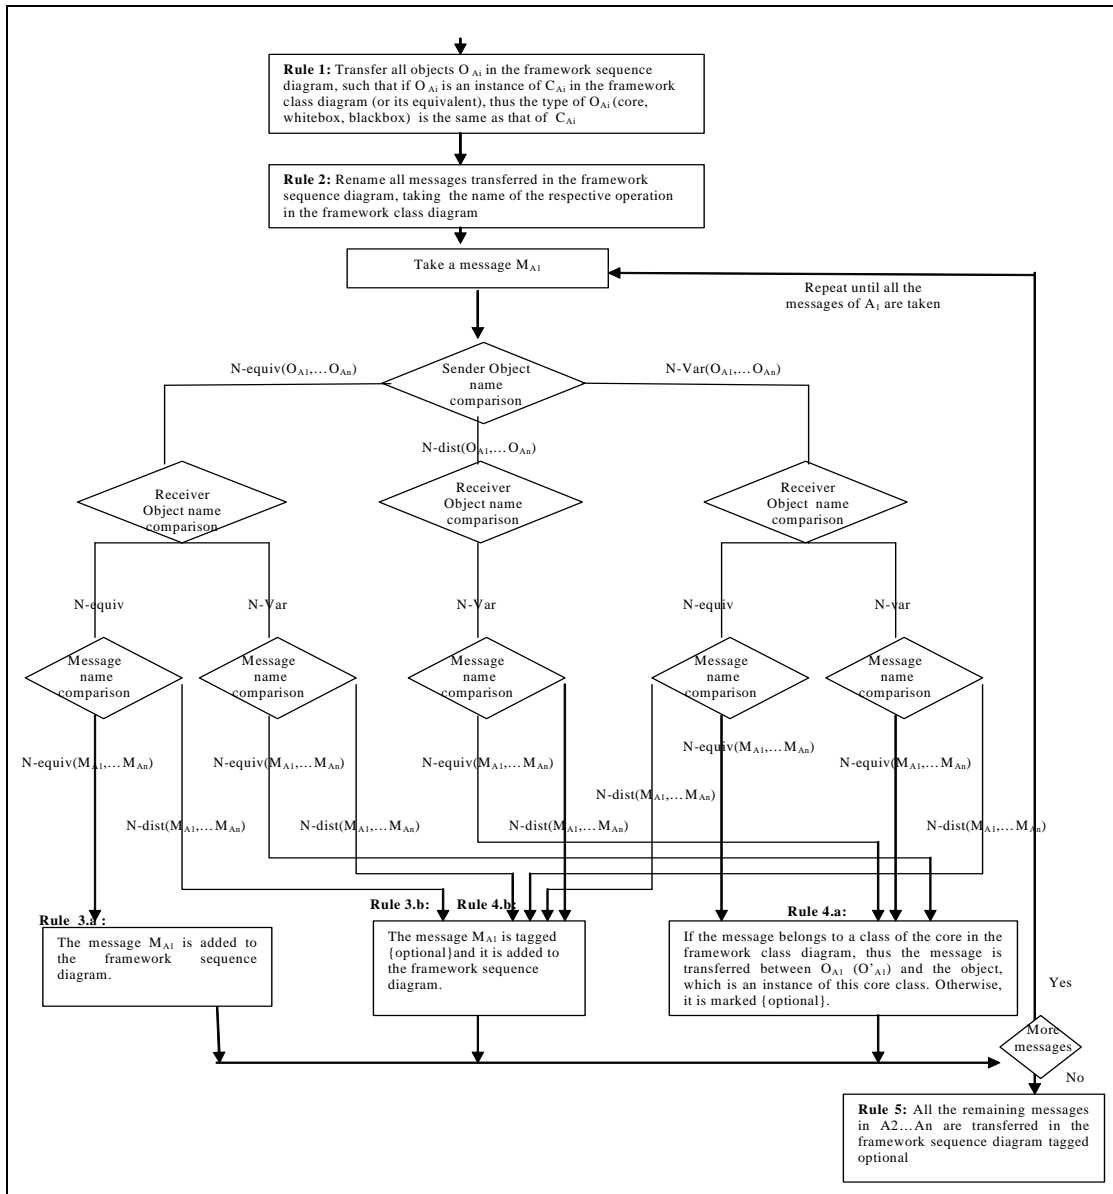 Rule 1: Transfer all objects O Ai in the framework sequence
diagram, such that if O Ai is an instance of C Ai in the framework
class diagram (or its equivalent), thus the type of O Ai (core,
whitebox, blackbox) is the same as that of C Ai
Rule 2: Rename all messages transferred in the framework
sequence diagram, taking the name of the respective operation
in the framework class diagram
Take a message M A1
Repeat until all the
messages of A1 are taken
N-equiv(O A1,...O An)
Sender Object
name
comparison
N-Var(O A1,...O An)
N-dist(O A1,...O An)
Receiver
Object name
comparison
Receiver
Object name
comparison
Receiver
Object name
comparison
N-equiv
N-Var
N-Var
N-equiv
N-var
Message
name
comparison
Message
name
comparison
Message
name
comparison
Message
name
comparison
Message
name
comparison
N-equiv(M A1,...M An)
N-equiv(M A1,...M An)
N-equiv(M A1,...M An)
N-equiv(M A1,...M An)
N-equiv(M A1,...M An)
N-dist(M A1,...M An)
N-dist(M A1,...M An)
N-dist(M A1,...M An)
N-dist(M A1,...M An)
N-dist(M A1,...M An)
Rule 3.a :
The message M A1 is added to
the framework sequence
diagram.
Rule 3.b: Rule 4.b:
The message M A1 is tagged
{optional}and it is added to
the framework sequence
diagram.
Rule 4.a:
If the message belongs to a class of the core in the
framework class diagram, thus the message is
transferred between O A1 (O'A1) and the object,
which is an instance of this core class. Otherwise,
it is marked {optional}.
Yes
More
messages
No
Rule 5: All the remaining messages
in A2...An are transferred in the
framework sequence diagram tagged
optional